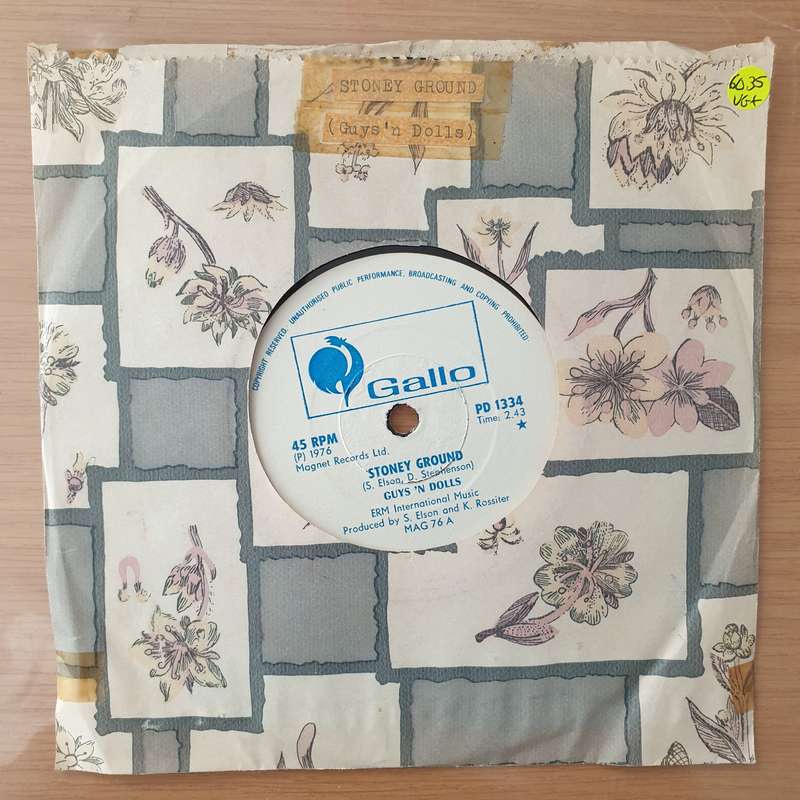 STONEY GROUND
(Guys'n Dolls)
6035
VG+
COPYRIGHT RESERVED. UNAUTHORISED PUBLIC PERFORMANCE, BROADCASTING AND COPYING PROHIBITED.
Gallo
45 RPM
(P) 1976
Magnet Records Ltd.
PD 1334
Time: 2.43
STONEY GROUND
(S. Elson, D. Stephenson)
GUYS 'N DOLLS
ERM International Music
Produced by S. Elson and K. Rossiter
MAG 76 A